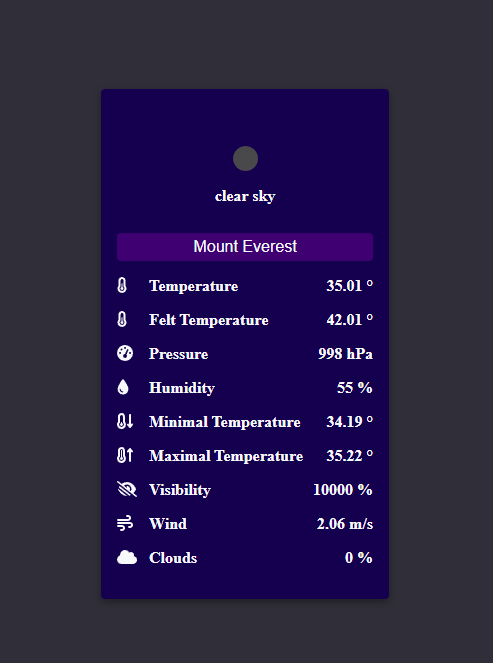 clear sky
Mount Everest
Temperature 35.01 °
Felt Temperature 42.01 °
Pressure 998 hPa
Humidity 55 %
Minimal Temperature 34.19 °
Maximal Temperature 35.22 °
Visibility 10000 %
Wind 2.06 m/s
Clouds 0 %